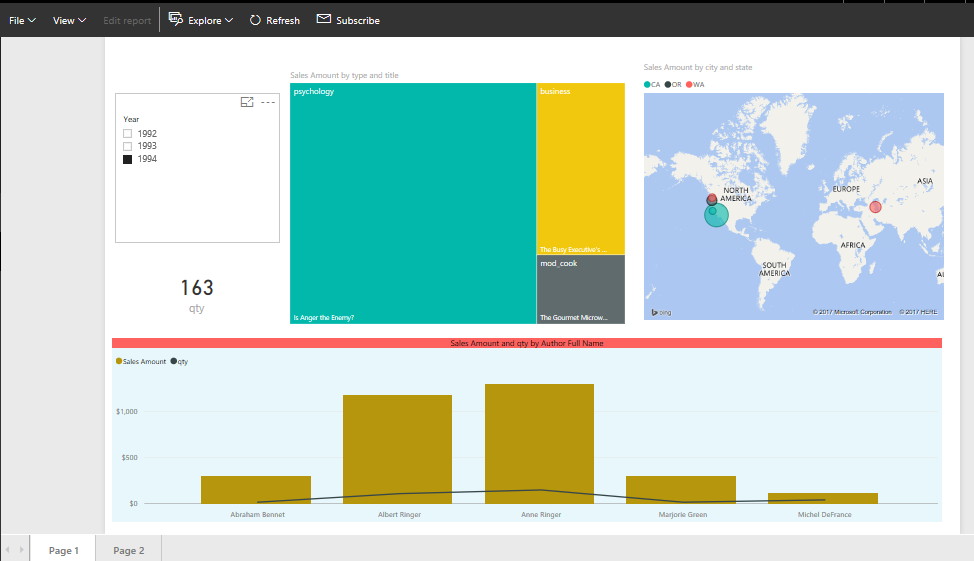 File View Edit report Explore Refresh Subscribe
Sales Amount by type and title
psychology
business
The Busy Executive's ...
mod_cook
Is Anger the Enemy?
The Gourmet Microw...
Sales Amount by city and state
CA OR WA
NORTH
AMERICA
EUROPE
ASIA
AFRICA
SOUTH
AMERICA
AU
bing
© 2017 Microsoft Corporation © 2017 HERE
Year
1992
1993
1994
163
qty
Sales Amount and qty by Author Full Name
Sales Amount qty
$1,000
$500
$0
Abraham Bennet Albert Ringer Anne Ringer Marjorie Green Michel DeFrance
Page 1 Page 2